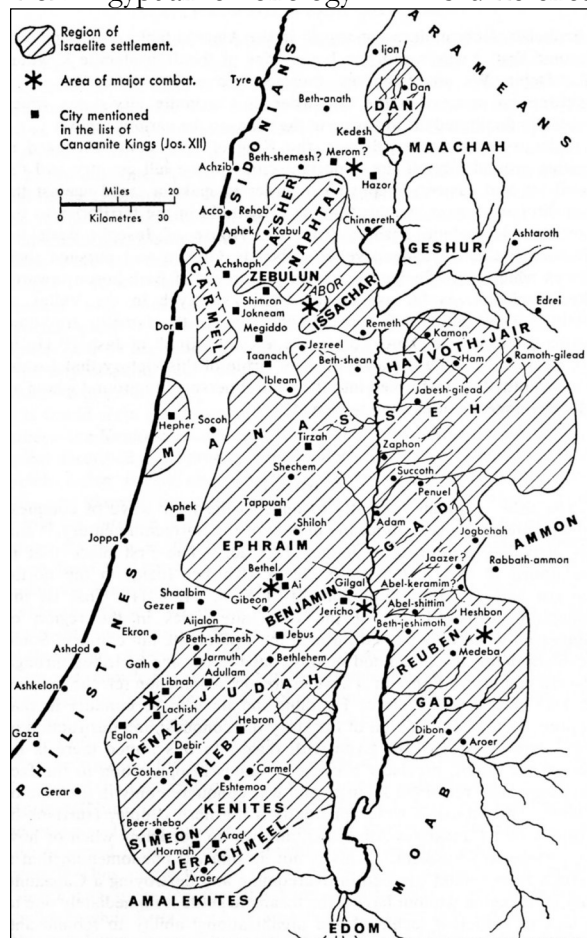 Region of
Israelite settlement.
Area of major combat.
City mentioned
in the list of
Canaanite Kings (Jos. XII)
Miles
0 20
0 30
Kilometres
ARAMEANS
Ijon
SIDONIANS
Tyre
Dan
DAN
Beth-anath
Kedesh
MAACHAH
Beth-shemesh?
Merom?
Achzib
Hazor
ASHER
NAPHTALI
Acco
Rehob
Chinnereth
Aphek
Kabul
GESHUR
Ashtaroth
Achshaph
ZEBULUN
TABOR
CARMEL
ISSACHAR
Shimron
Jokneam
Edrei
Dor
Megiddo
Remeth
Kamon
HAVVOTH-JAIR
Jezreel
Taanach
Beth-shean
Ham
Ramoth-gilead
Ibleam
Jabesh-gilead
Hepher
Socoh
MANASSEH
Tirzah
Zaphon
Shechem
Succoth
Penuel
Aphek
Tappuah
Adam
GAD
Shiloh
AMMON
Joppa
EPHRAIM
Jogbehah
Jaazer?
Rabbath-ammon
Bethel
Ai
Gilgal
Abel-keramim?
Shaalbim
Gibeon
BENJAMIN
Jericho
Abel-shittim
Gezer
Aijalon
Heshbon
Beth-jeshimoth
Ekron
Jebus
Beth-shemesh
REUBEN
Ashdod
Medeba
Gath
Jarmuth
Bethlehem
Adullam
Libnah
JUDAH
Ashkelon
Lachish
GAD
PHILISTINES
KENAZ
Hebron
Eglon
Dibon
Gaza
Debir
KALEB
Aroer
Goshen?
Carmel
Gerar
Eshtemoa
KENITES
Beer-sheba
SIMEON
Arad
Hormah
JERACHMEEL
Aroer
MOAB
AMALEKITES
EDOM